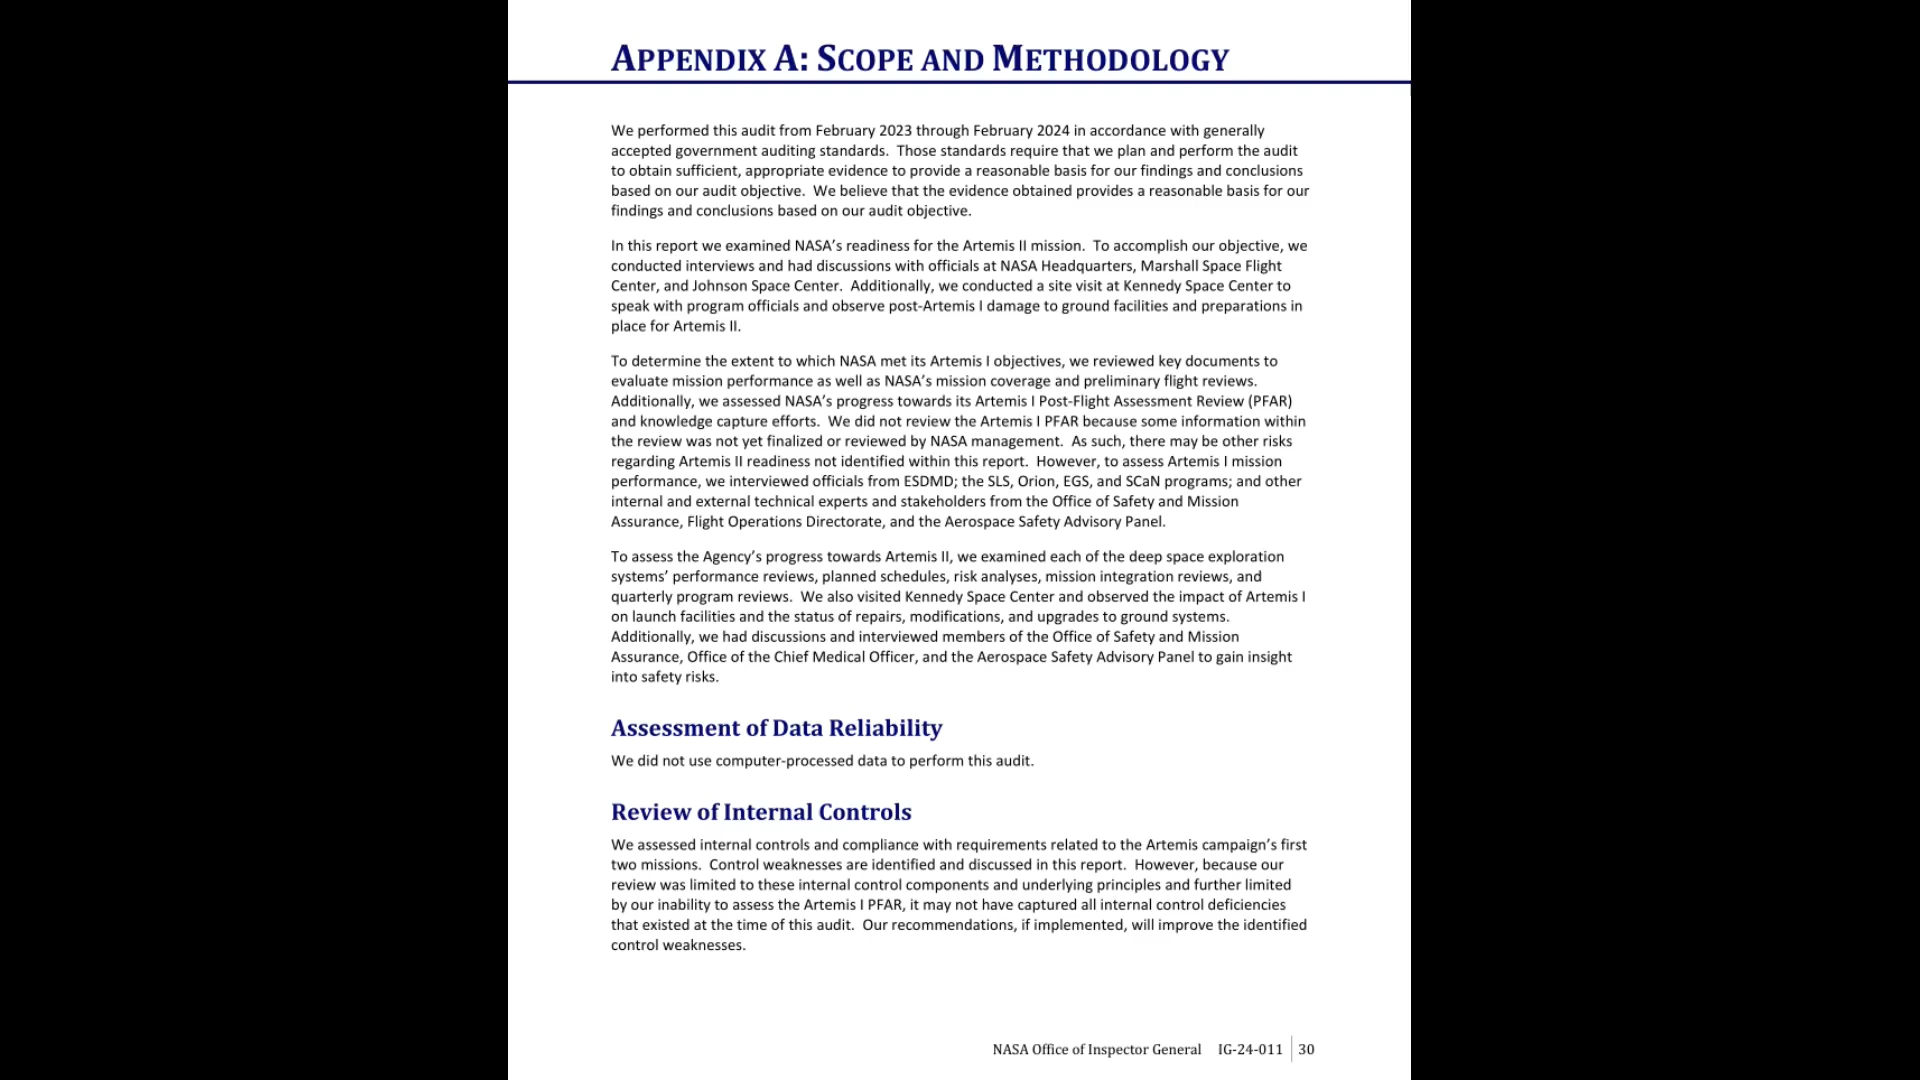 APPENDIX A: SCOPE AND METHODOLOGY
We performed this audit from February 2023 through February 2024 in accordance with generally
accepted government auditing standards.  Those standards require that we plan and perform the audit
to obtain sufficient, appropriate evidence to provide a reasonable basis for our findings and conclusions
based on our audit objective.  We believe that the evidence obtained provides a reasonable basis for our
findings and conclusions based on our audit objective.
In this report we examined NASA’s readiness for the Artemis II mission.  To accomplish our objective, we
conducted interviews and had discussions with officials at NASA Headquarters, Marshall Space Flight
Center, and Johnson Space Center.  Additionally, we conducted a site visit at Kennedy Space Center to
speak with program officials and observe post-Artemis I damage to ground facilities and preparations in
place for Artemis II.
To determine the extent to which NASA met its Artemis I objectives, we reviewed key documents to
evaluate mission performance as well as NASA’s mission coverage and preliminary flight reviews.
Additionally, we assessed NASA’s progress towards its Artemis I Post-Flight Assessment Review (PFAR)
and knowledge capture efforts.  We did not review the Artemis I PFAR because some information within
the review was not yet finalized or reviewed by NASA management.  As such, there may be other risks
regarding Artemis II readiness not identified within this report.  However, to assess Artemis I mission
performance, we interviewed officials from ESDMD; the SLS, Orion, EGS, and SCaN programs; and other
internal and external technical experts and stakeholders from the Office of Safety and Mission
Assurance, Flight Operations Directorate, and the Aerospace Safety Advisory Panel.
To assess the Agency’s progress towards Artemis II, we examined each of the deep space exploration
systems’ performance reviews, planned schedules, risk analyses, mission integration reviews, and
quarterly program reviews.  We also visited Kennedy Space Center and observed the impact of Artemis I
on launch facilities and the status of repairs, modifications, and upgrades to ground systems.
Additionally, we had discussions and interviewed members of the Office of Safety and Mission
Assurance, Office of the Chief Medical Officer, and the Aerospace Safety Advisory Panel to gain insight
into safety risks.
Assessment of Data Reliability
We did not use computer-processed data to perform this audit.
Review of Internal Controls
We assessed internal controls and compliance with requirements related to the Artemis campaign’s first
two missions.  Control weaknesses are identified and discussed in this report.  However, because our
review was limited to these internal control components and underlying principles and further limited
by our inability to assess the Artemis I PFAR, it may not have captured all internal control deficiencies
that existed at the time of this audit.  Our recommendations, if implemented, will improve the identified
control weaknesses.
NASA Office of Inspector General IG-24-011 30